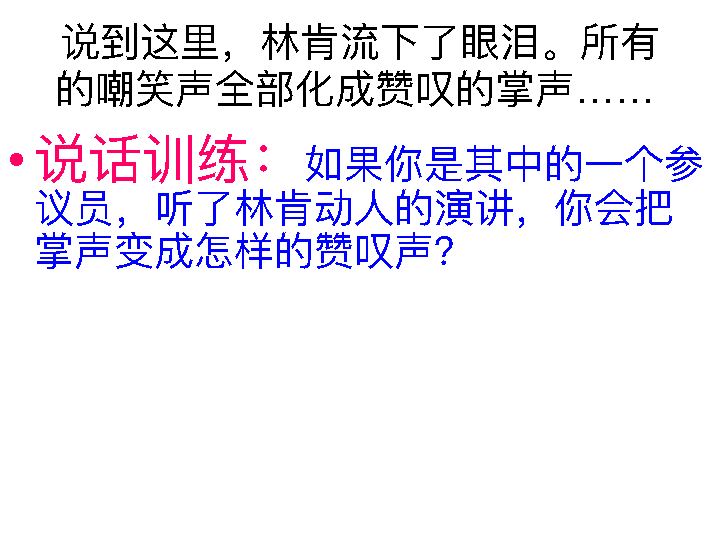 说到这里，林肯流下了眼泪。所有
的嘲笑声全部化成赞叹的掌声……
•说话训练：如果你是其中的一个参
议员，听了林肯动人的演讲，你会把
掌声变成怎样的赞叹声？